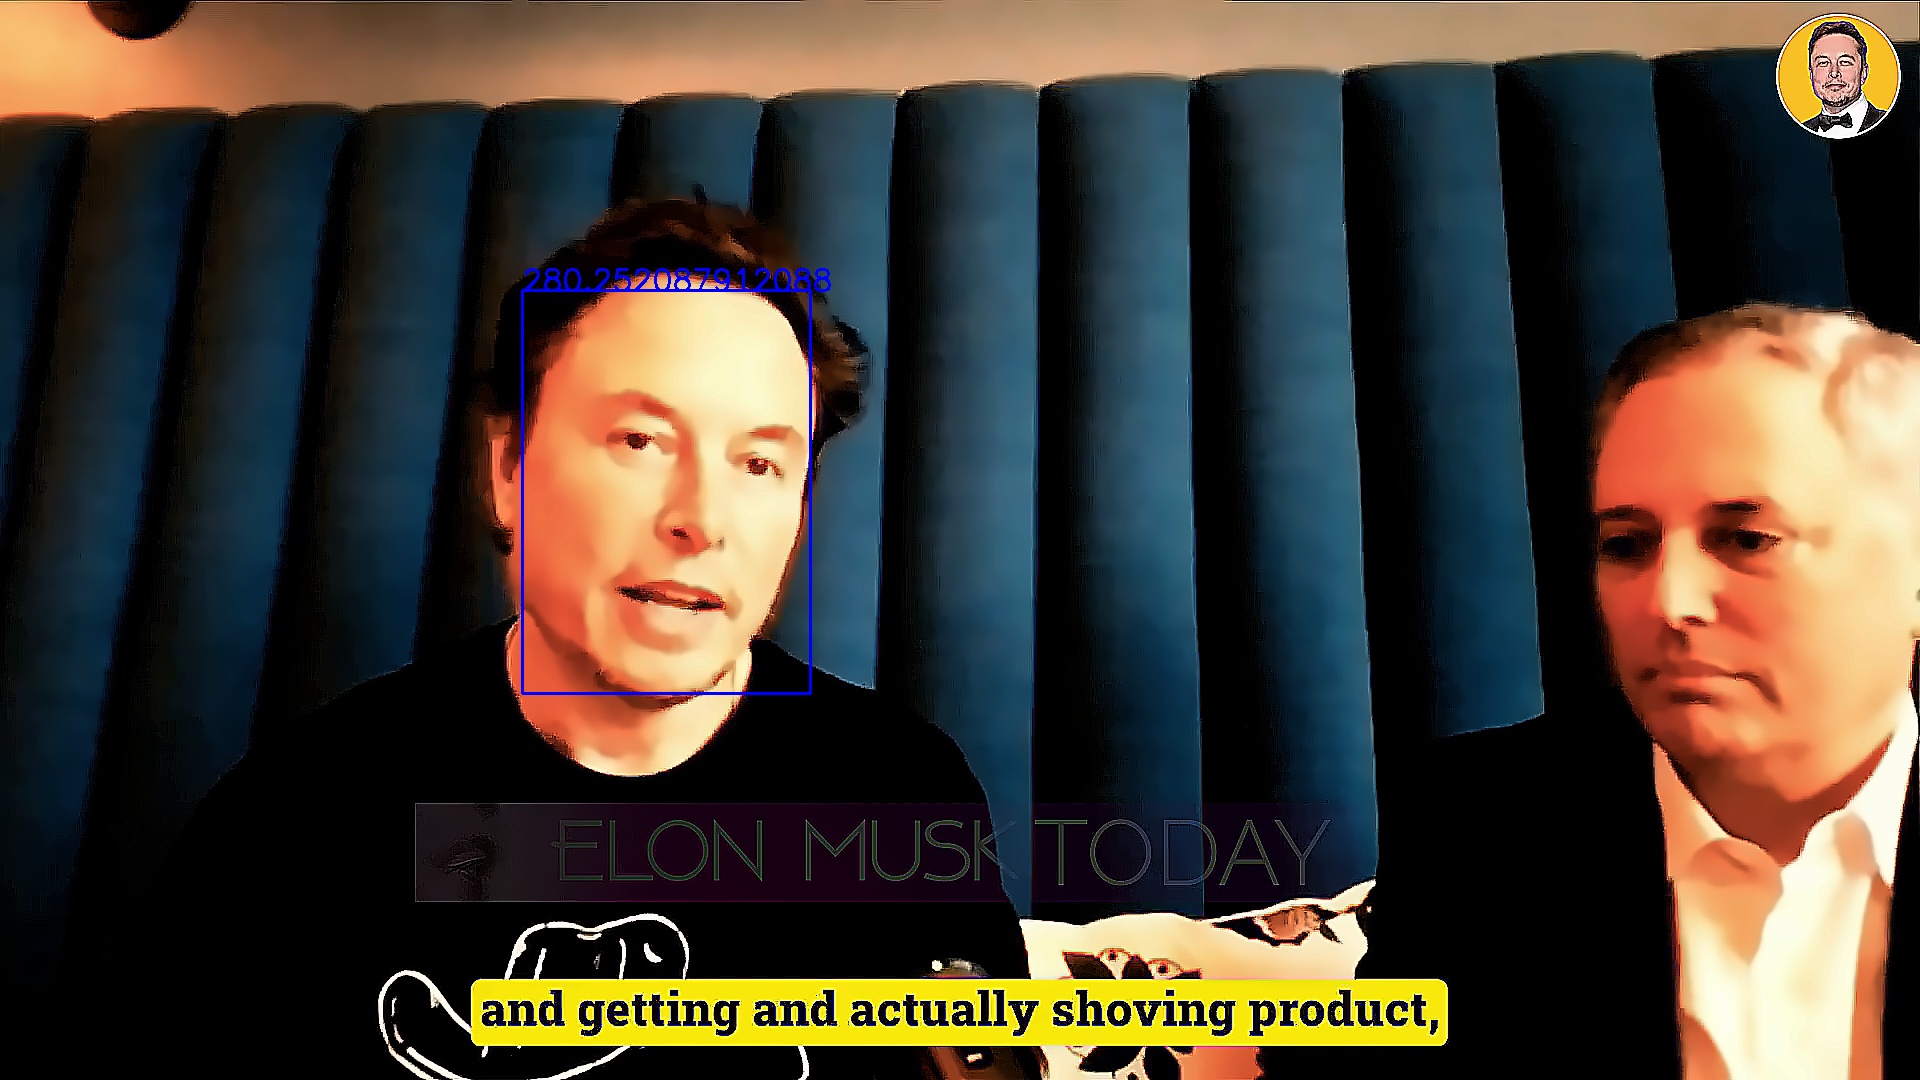 280.252087912088
ELON MUSK TODAY
and getting and actually shoving product,